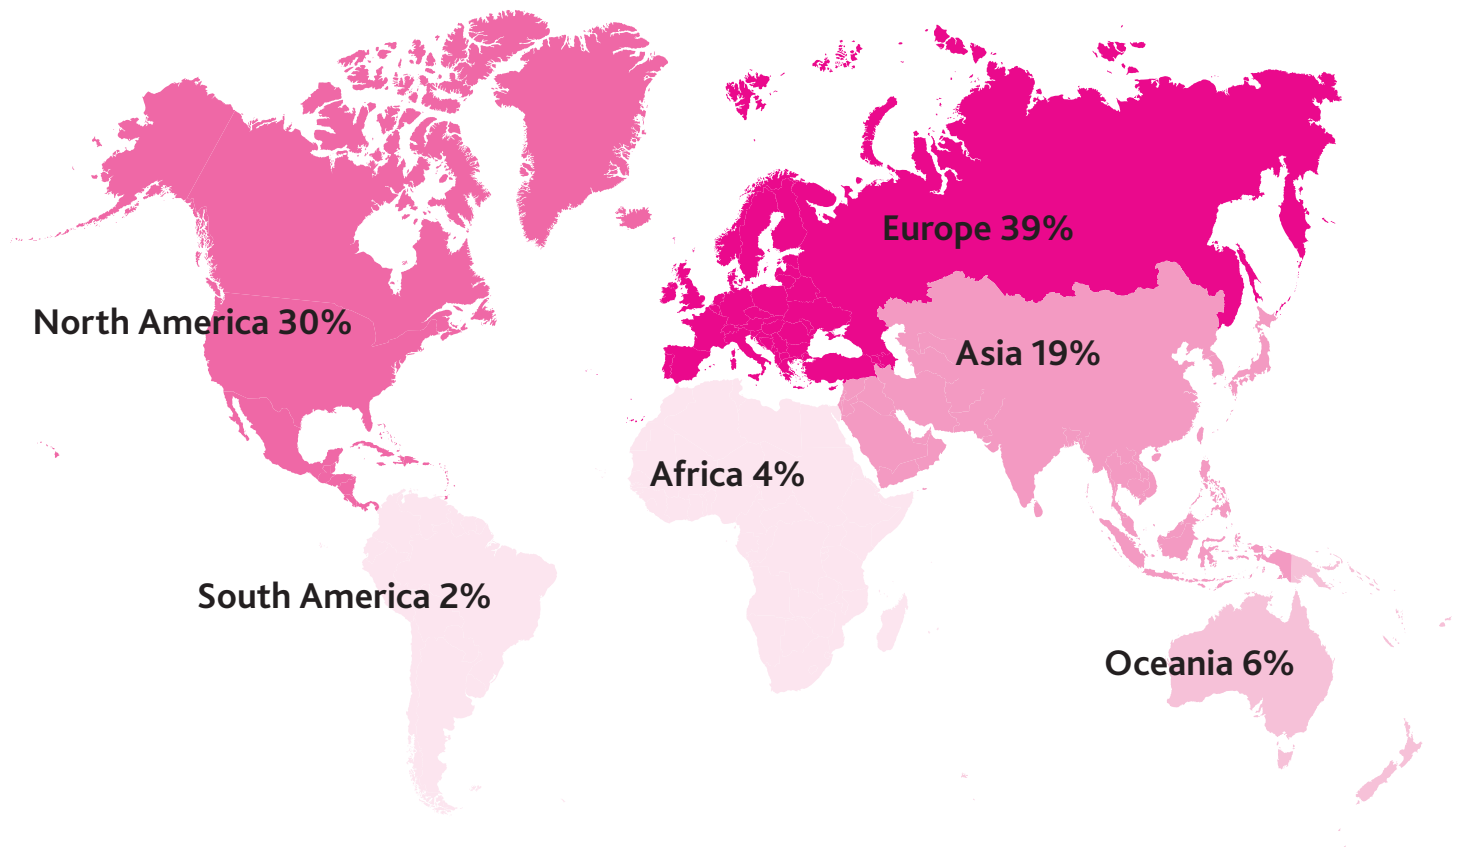 Europe 39%
North America 30%
Asia 19%
Africa 4%
South America 2%
Oceania 6%